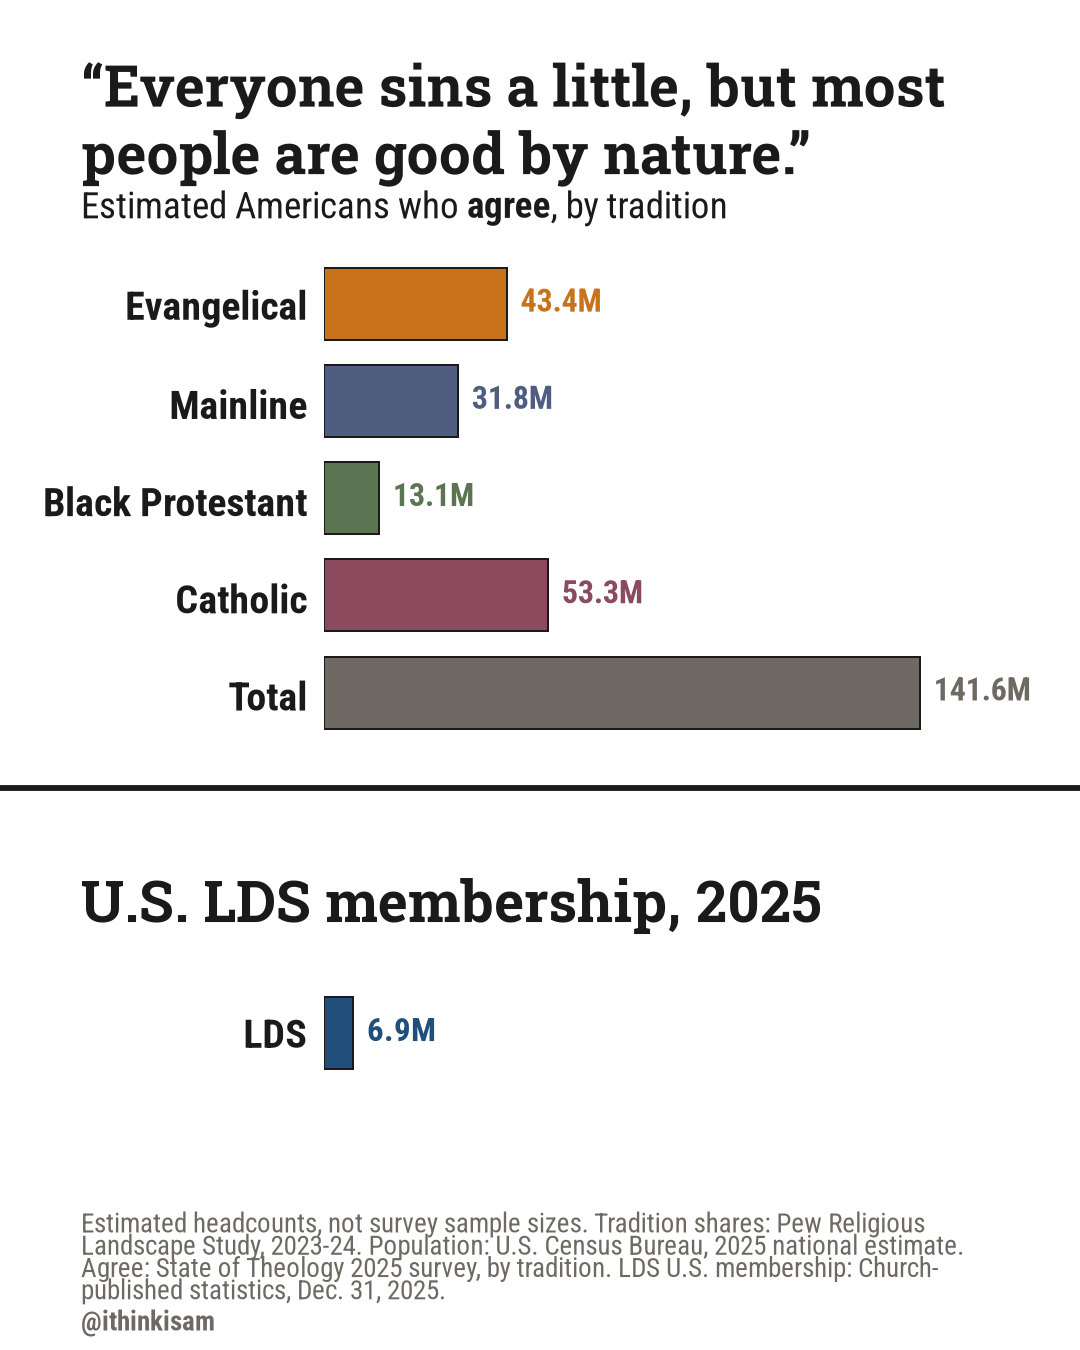 “Everyone sins a little, but most
people are good by nature.”
Estimated Americans who agree, by tradition
Evangelical 43.4M
Mainline 31.8M
Black Protestant 13.1M
Catholic 53.3M
Total 141.6M
U.S. LDS membership, 2025
LDS 6.9M
Estimated headcounts, not survey sample sizes. Tradition shares: Pew Religious
Landscape Study, 2023-24. Population: U.S. Census Bureau, 2025 national estimate.
Agree: State of Theology 2025 survey, by tradition. LDS U.S. membership: Church-
published statistics, Dec. 31, 2025.
@ithinkisam